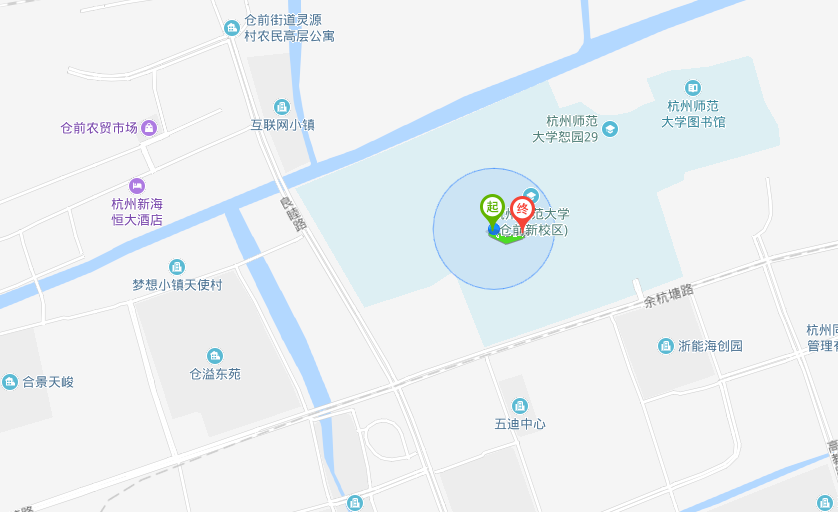 仓前街道灵源
村农民高层公寓
互联网小镇
仓前农贸市场
杭州师范
大学图书馆
杭州师范
大学恕园29
杭州新海
恒大酒店
良睦路
起
终
州师范大学
仓前新校区)
梦想小镇天使村
余杭塘路
仓溢东苑
浙能海创园
杭州同
管理有
合景天峻
五迪中心